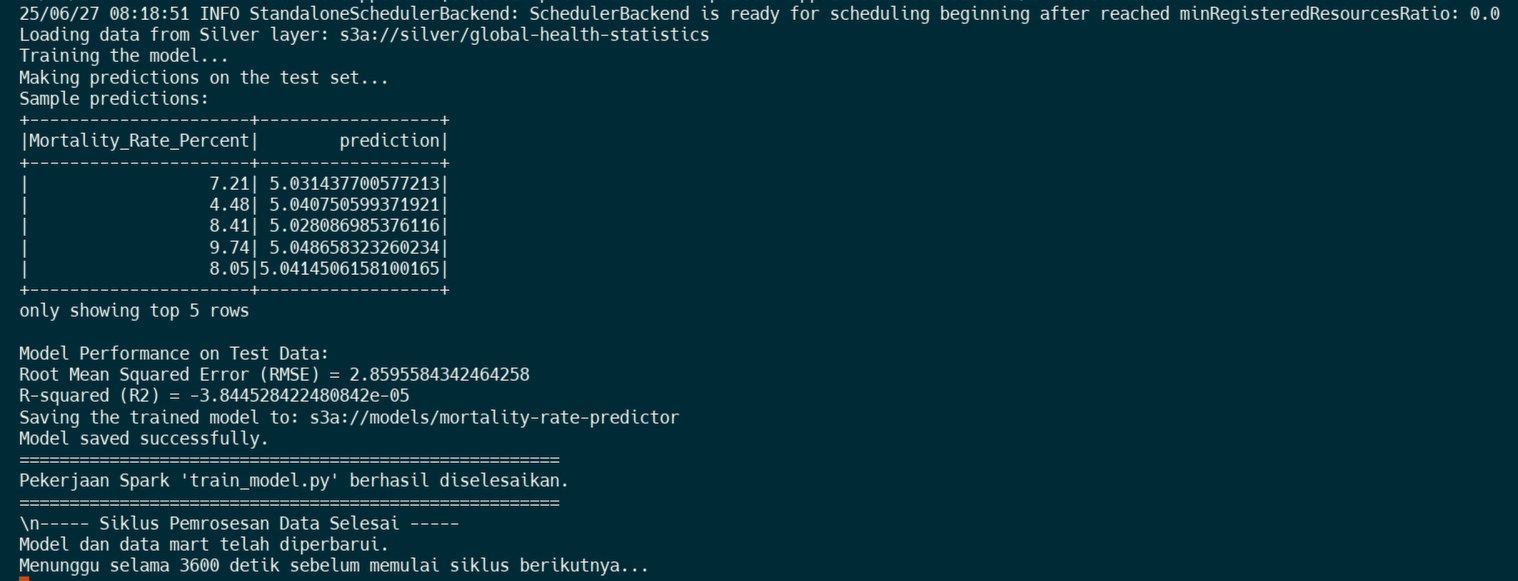 25/06/27 08:18:51 INFO StandaloneSchedulerBackend: SchedulerBackend is ready for scheduling beginning after reached minRegisteredResourcesRatio: 0.0
Loading data from Silver layer: s3a://silver/global-health-statistics
Training the model...
Making predictions on the test set...
Sample predictions:
+----------------------+------------------+
|Mortality_Rate_Percent|        prediction|
+----------------------+------------------+
|                  7.21| 5.031437700577213|
|                  4.48| 5.040750599371921|
|                  8.41| 5.028086985376116|
|                  9.74| 5.048658323260234|
|                  8.05|5.0414506158100165|
+----------------------+------------------+
only showing top 5 rows

Model Performance on Test Data:
Root Mean Squared Error (RMSE) = 2.8595584342464258
R-squared (R2) = -3.844528422480842e-05
Saving the trained model to: s3a://models/mortality-rate-predictor
Model saved successfully.
======================================================
Pekerjaan Spark 'train_model.py' berhasil diselesaikan.
======================================================
\n----- Siklus Pemrosesan Data Selesai -----
Model dan data mart telah diperbarui.
Menunggu selama 3600 detik sebelum memulai siklus berikutnya...